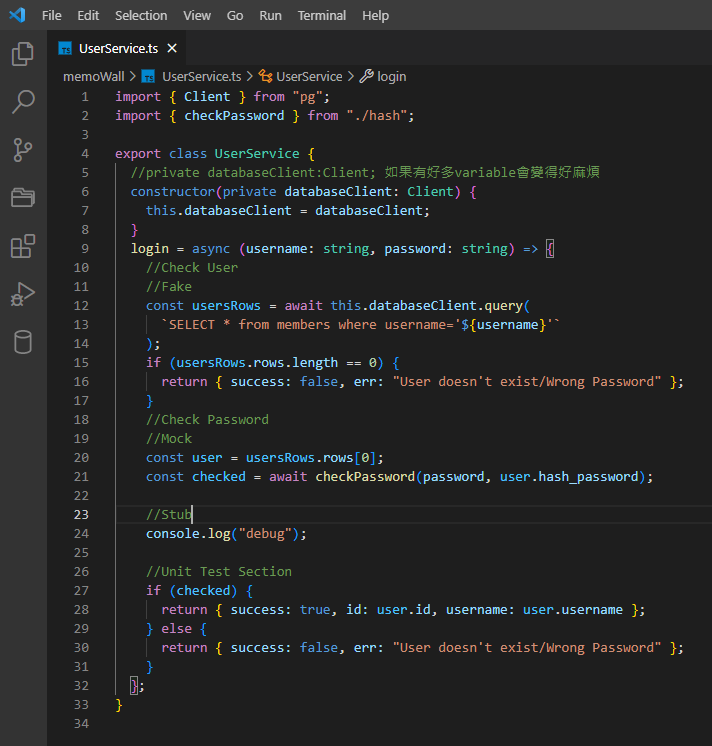 File Edit Selection View Go Run Terminal Help
TS UserService.ts ×
memoWall > TS UserService.ts > UserService > login
1 import { Client } from "pg";
2 import { checkPassword } from "./hash";
3
4 export class UserService {
5 //private databaseClient:Client; 如果有好多variable會變得好麻煩
6 constructor(private databaseClient: Client) {
7 this.databaseClient = databaseClient;
8 }
9 login = async (username: string, password: string) => {
10 //Check User
11 //Fake
12 const usersRows = await this.databaseClient.query(
13 `SELECT * from members where username='${username}'`
14 );
15 if (usersRows.rows.length == 0) {
16 return { success: false, err: "User doesn't exist/Wrong Password" };
17 }
18 //Check Password
19 //Mock
20 const user = usersRows.rows[0];
21 const checked = await checkPassword(password, user.hash_password);
22
23 //Stub
24 console.log("debug");
25
26 //Unit Test Section
27 if (checked) {
28 return { success: true, id: user.id, username: user.username };
29 } else {
30 return { success: false, err: "User doesn't exist/Wrong Password" };
31 }
32 };
33 }
34